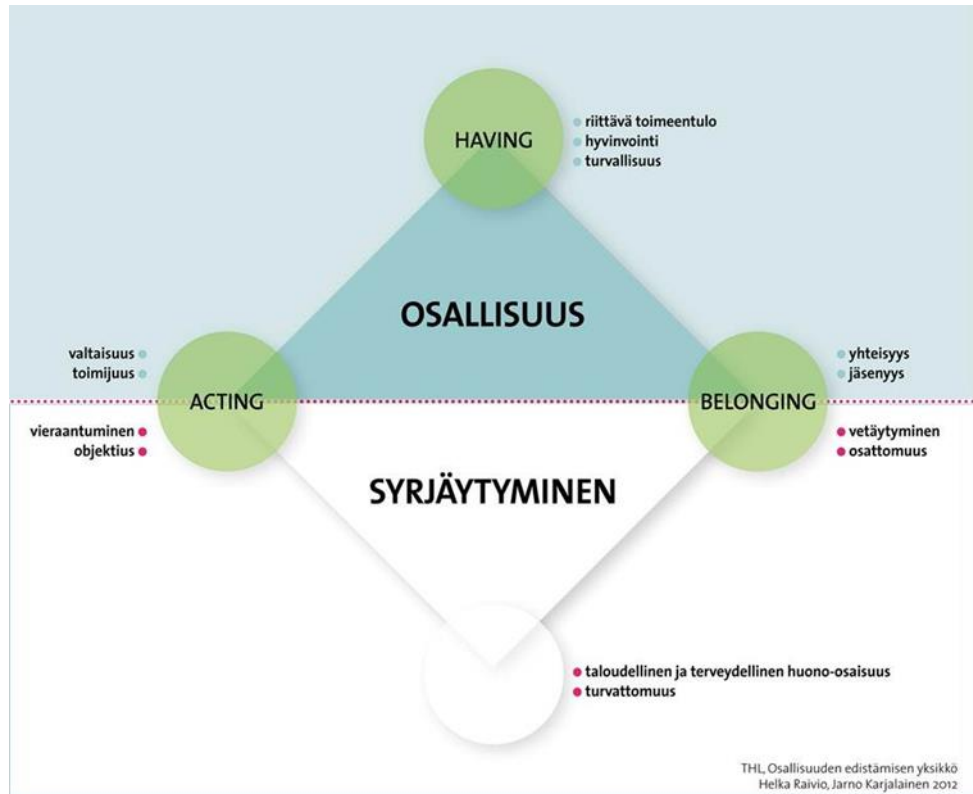 HAVING
riittävä toimeentulo
hyvinvointi
turvallisuus
OSALLISUUS
valtaisuus
toimijuus
ACTING
vieraantuminen
objektius
yhteisyys
jäsenyys
BELONGING
vetäytyminen
osattomuus
SYRJÄYTYMINEN
taloudellinen ja terveydellinen huono-osaisuus
turvattomuus
THL, Osallisuuden edistämisen yksikkö
Helka Raivio, Jarno Karjalainen 2012